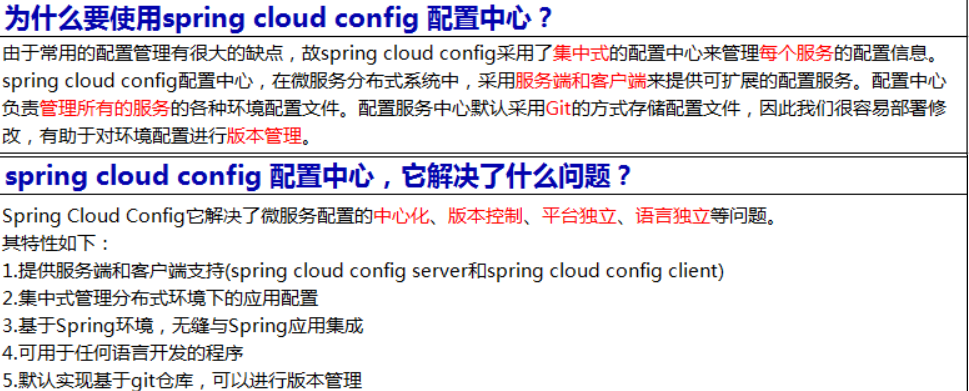 为什么要使用spring cloud config 配置中心？
由于常用的配置管理有很大的缺点，故spring cloud config采用了集中式的配置中心来管理每个服务的配置信息。
spring cloud config配置中心，在微服务分布式系统中，采用服务端和客户端来提供可扩展的配置服务。配置中心
负责管理所有的服务的各种环境配置文件。配置服务中心默认采用Git的方式存储配置文件，因此我们很容易部署修
改，有助于对环境配置进行版本管理。
spring cloud config 配置中心，它解决了什么问题？
Spring Cloud Config它解决了微服务配置的中心化、版本控制、平台独立、语言独立等问题。
其特性如下：
1.提供服务端和客户端支持(spring cloud config server和spring cloud config client)
2.集中式管理分布式环境下的应用配置
3.基于Spring环境，无缝与Spring应用集成
4.可用于任何语言开发的程序
5.默认实现基于git仓库，可以进行版本管理